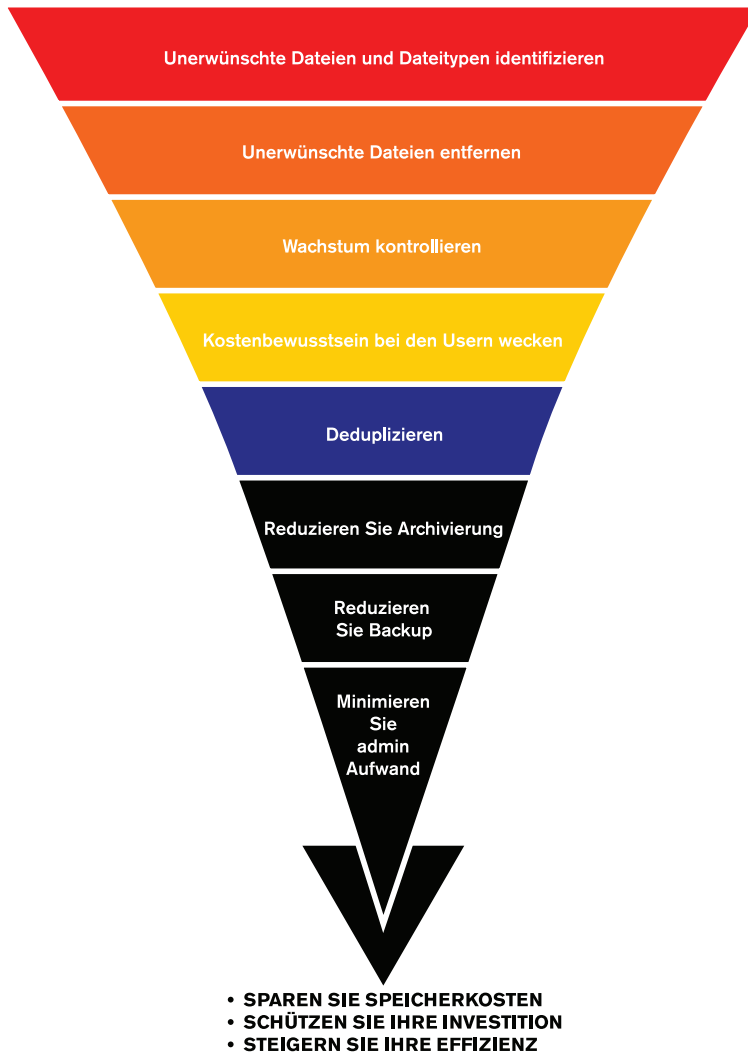 Unerwünschte Dateien und Dateitypen identifizieren
Unerwünschte Dateien entfernen
Wachstum kontrollieren
Kostenbewusstsein bei den Usern wecken
Deduplizieren
Reduzieren Sie Archivierung
Reduzieren
Sie Backup
Minimieren
Sie
admin
Aufwand
• SPAREN SIE SPEICHERKOSTEN
• SCHÜTZEN SIE IHRE INVESTITION
• STEIGERN SIE IHRE EFFIZIENZ